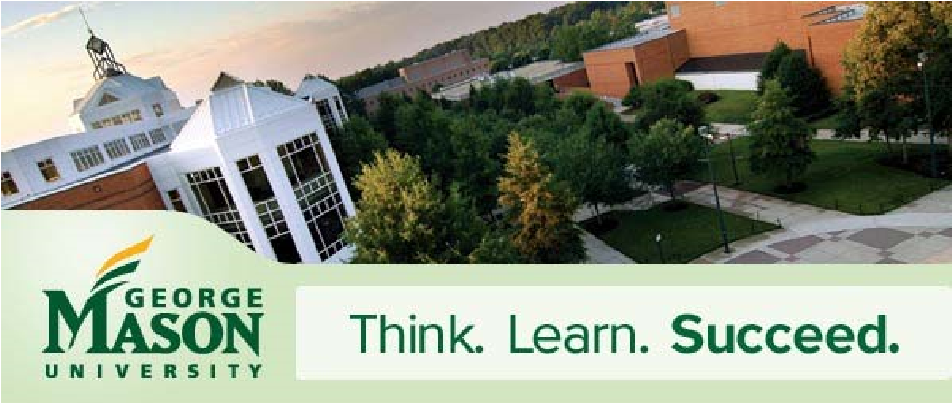 GEORGE
MASON
UNIVERSITY
Think. Learn. Succeed.